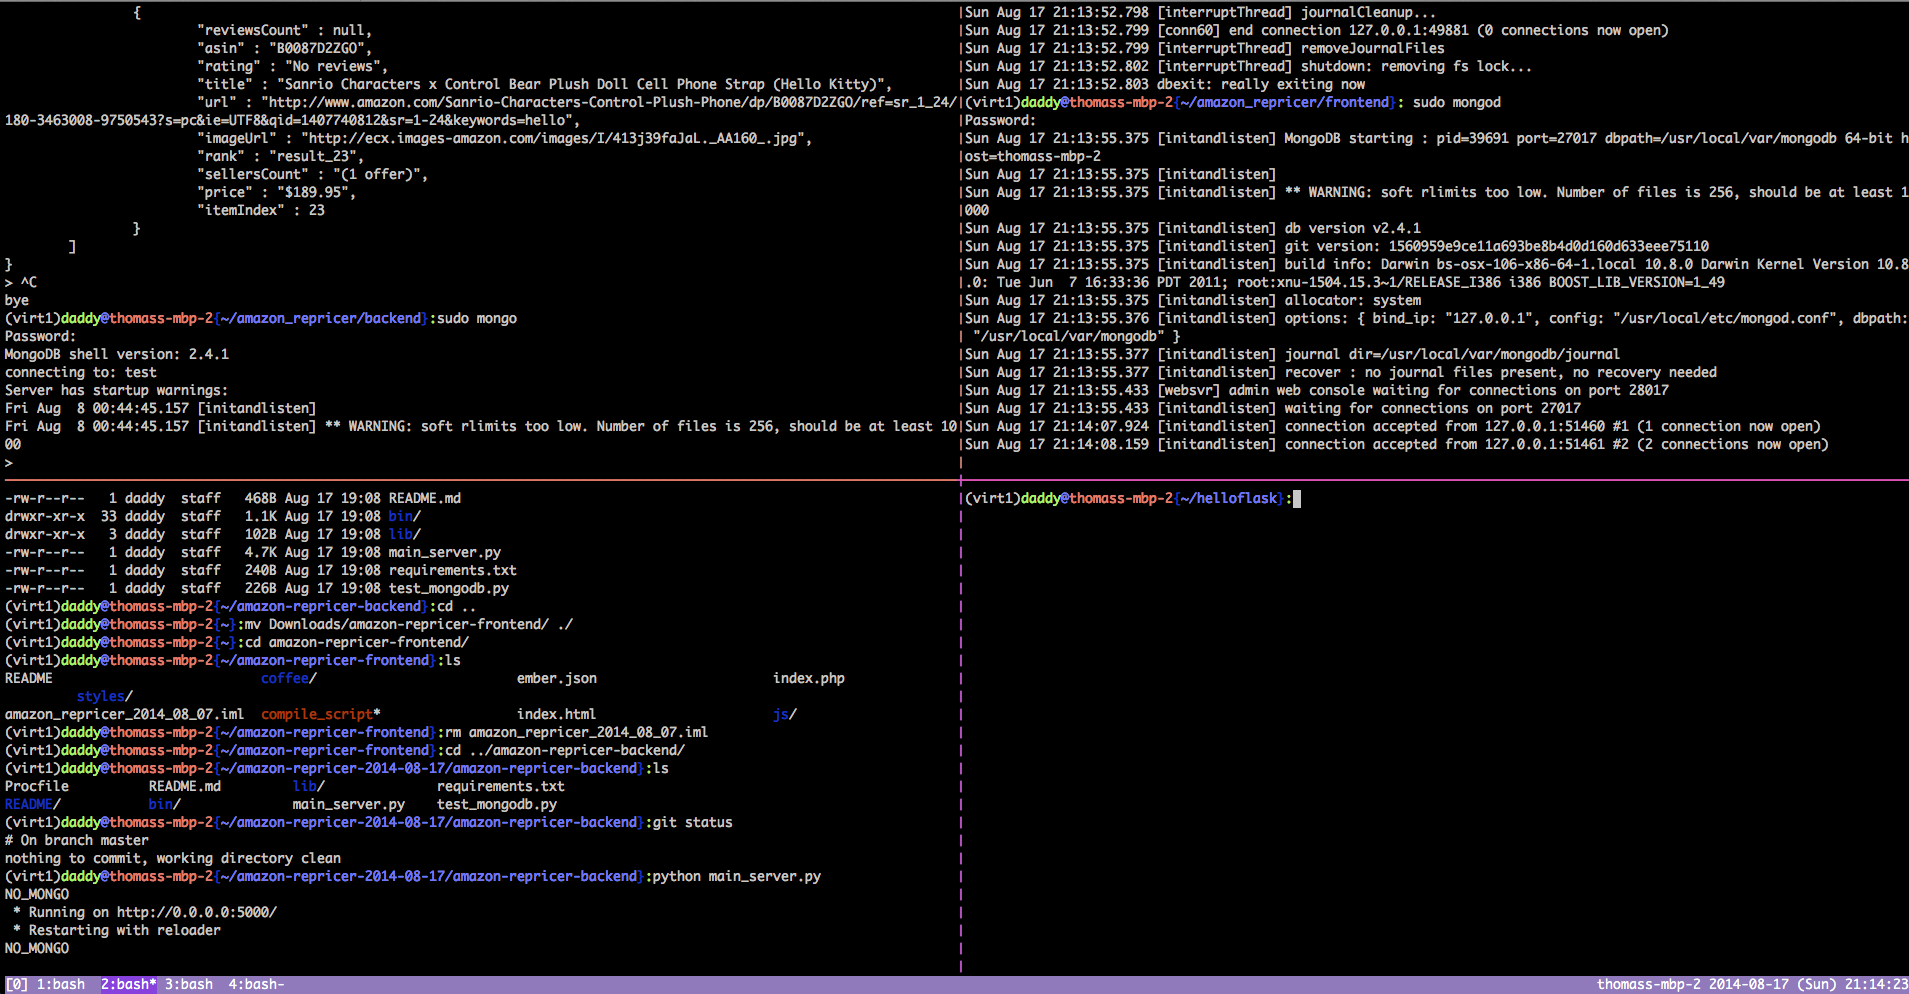 {
"reviewsCount" : null,
"asin" : "B0087D2ZGO",
"rating" : "No reviews",
"title" : "Sanrio Characters x Control Bear Plush Doll Cell Phone Strap (Hello Kitty)",
"url" : "http://www.amazon.com/Sanrio-Characters-Control-Plush-Phone/dp/B0087D2ZGO/ref=sr_1_24/
180-3463008-9750543?s=pc&ie=UTF8&qid=1407740812&sr=1-24&keywords=hello",
"imageUrl" : "http://ecx.images-amazon.com/images/I/413j39faJaL._AA160_.jpg",
"rank" : "result_23",
"sellersCount" : "(1 offer)",
"price" : "$189.95",
"itemIndex" : 23
}
]
}
> ^C
bye
(virt1)daddy@thomass-mbp-2{~/amazon_repricer/backend}:sudo mongo
Password:
MongoDB shell version: 2.4.1
connecting to: test
Server has startup warnings:
Fri Aug  8 00:44:45.157 [initandlisten]
Fri Aug  8 00:44:45.157 [initandlisten] ** WARNING: soft rlimits too low. Number of files is 256, should be at least 10
00
>
Sun Aug 17 21:13:52.798 [interruptThread] journalCleanup...
Sun Aug 17 21:13:52.799 [conn60] end connection 127.0.0.1:49881 (0 connections now open)
Sun Aug 17 21:13:52.799 [interruptThread] removeJournalFiles
Sun Aug 17 21:13:52.802 [interruptThread] shutdown: removing fs lock...
Sun Aug 17 21:13:52.803 dbexit: really exiting now
(virt1)daddy@thomass-mbp-2{~/amazon_repricer/frontend}: sudo mongod
Password:
Sun Aug 17 21:13:55.375 [initandlisten] MongoDB starting : pid=39691 port=27017 dbpath=/usr/local/var/mongodb 64-bit h
ost=thomass-mbp-2
Sun Aug 17 21:13:55.375 [initandlisten]
Sun Aug 17 21:13:55.375 [initandlisten] ** WARNING: soft rlimits too low. Number of files is 256, should be at least 1
000
Sun Aug 17 21:13:55.375 [initandlisten] db version v2.4.1
Sun Aug 17 21:13:55.375 [initandlisten] git version: 1560959e9ce11a693be8b4d0d160d633eee75110
Sun Aug 17 21:13:55.375 [initandlisten] build info: Darwin bs-osx-106-x86-64-1.local 10.8.0 Darwin Kernel Version 10.8
.0: Tue Jun  7 16:33:36 PDT 2011; root:xnu-1504.15.3~1/RELEASE_I386 i386 BOOST_LIB_VERSION=1_49
Sun Aug 17 21:13:55.375 [initandlisten] allocator: system
Sun Aug 17 21:13:55.376 [initandlisten] options: { bind_ip: "127.0.0.1", config: "/usr/local/etc/mongod.conf", dbpath:
"/usr/local/var/mongodb" }
Sun Aug 17 21:13:55.377 [initandlisten] journal dir=/usr/local/var/mongodb/journal
Sun Aug 17 21:13:55.377 [initandlisten] recover : no journal files present, no recovery needed
Sun Aug 17 21:13:55.433 [websvr] admin web console waiting for connections on port 28017
Sun Aug 17 21:13:55.433 [initandlisten] waiting for connections on port 27017
Sun Aug 17 21:14:07.924 [initandlisten] connection accepted from 127.0.0.1:51460 #1 (1 connection now open)
Sun Aug 17 21:14:08.159 [initandlisten] connection accepted from 127.0.0.1:51461 #2 (2 connections now open)
-rw-r--r--   1 daddy  staff   468B Aug 17 19:08 README.md
drwxr-xr-x  33 daddy  staff   1.1K Aug 17 19:08 bin/
drwxr-xr-x   3 daddy  staff   102B Aug 17 19:08 lib/
-rw-r--r--   1 daddy  staff   4.7K Aug 17 19:08 main_server.py
-rw-r--r--   1 daddy  staff   240B Aug 17 19:08 requirements.txt
-rw-r--r--   1 daddy  staff   226B Aug 17 19:08 test_mongodb.py
(virt1)daddy@thomass-mbp-2{~/amazon-repricer-backend}:cd ..
(virt1)daddy@thomass-mbp-2{~}:mv Downloads/amazon-repricer-frontend/ ./
(virt1)daddy@thomass-mbp-2{~}:cd amazon-repricer-frontend/
(virt1)daddy@thomass-mbp-2{~/amazon-repricer-frontend}:ls
README coffee/ ember.json index.php
styles/
amazon_repricer_2014_08_07.iml compile_script* index.html js/
(virt1)daddy@thomass-mbp-2{~/amazon-repricer-frontend}:rm amazon_repricer_2014_08_07.iml
(virt1)daddy@thomass-mbp-2{~/amazon-repricer-frontend}:cd ../amazon-repricer-backend/
(virt1)daddy@thomass-mbp-2{~/amazon-repricer-2014-08-17/amazon-repricer-backend}:ls
Procfile README.md lib/ requirements.txt
README/ bin/ main_server.py test_mongodb.py
(virt1)daddy@thomass-mbp-2{~/amazon-repricer-2014-08-17/amazon-repricer-backend}:git status
# On branch master
nothing to commit, working directory clean
(virt1)daddy@thomass-mbp-2{~/amazon-repricer-2014-08-17/amazon-repricer-backend}:python main_server.py
NO_MONGO
* Running on http://0.0.0.0:5000/
* Restarting with reloader
NO_MONGO
(virt1)daddy@thomass-mbp-2{~/helloflask}:
[0] 1:bash  2:bash* 3:bash  4:bash- thomass-mbp-2 2014-08-17 (Sun) 21:14:23